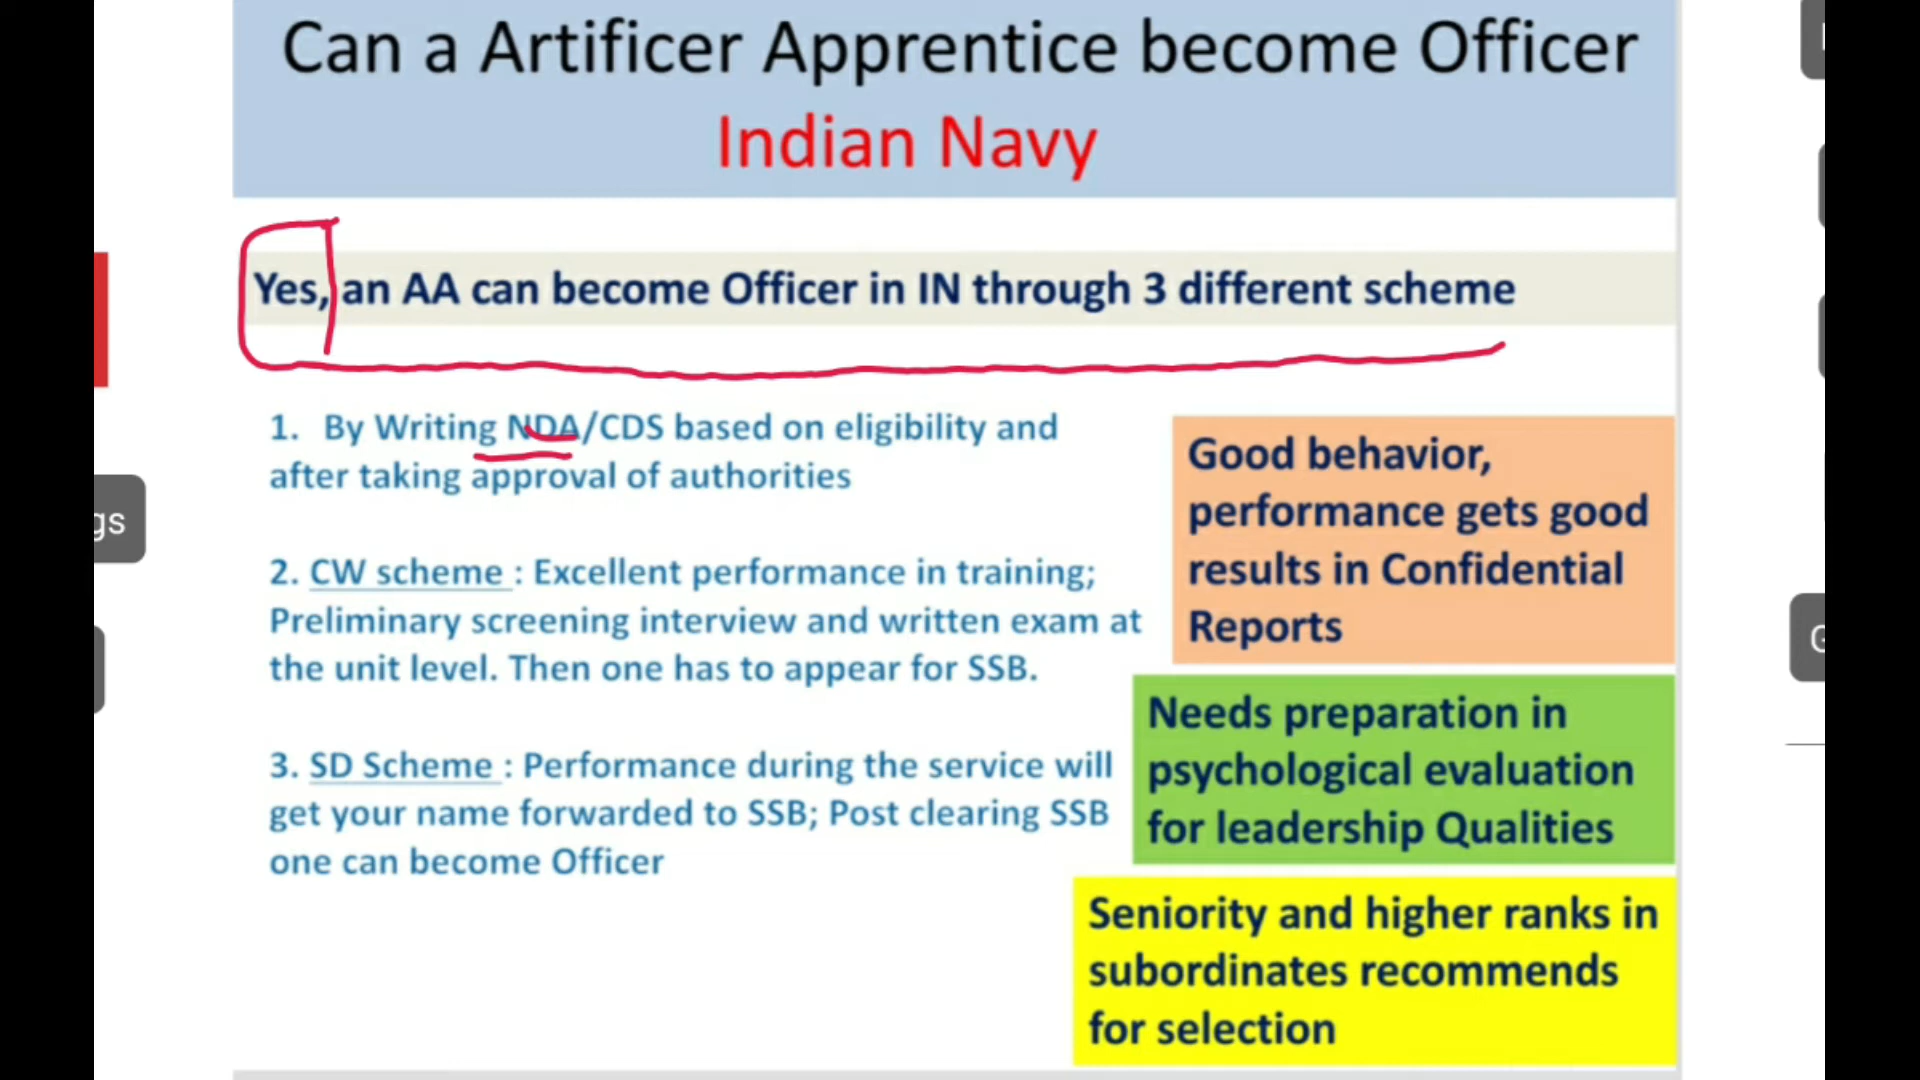 Can a Artificer Apprentice become Officer
Indian Navy
Yes, an AA can become Officer in IN through 3 different scheme
1. By Writing NDA/CDS based on eligibility and
after taking approval of authorities
2. CW scheme : Excellent performance in training;
Preliminary screening interview and written exam at
the unit level. Then one has to appear for SSB.
3. SD Scheme : Performance during the service will
get your name forwarded to SSB; Post clearing SSB
one can become Officer
Good behavior,
performance gets good
results in Confidential
Reports
Needs preparation in
psychological evaluation
for leadership Qualities
Seniority and higher ranks in
subordinates recommends
for selection
gs